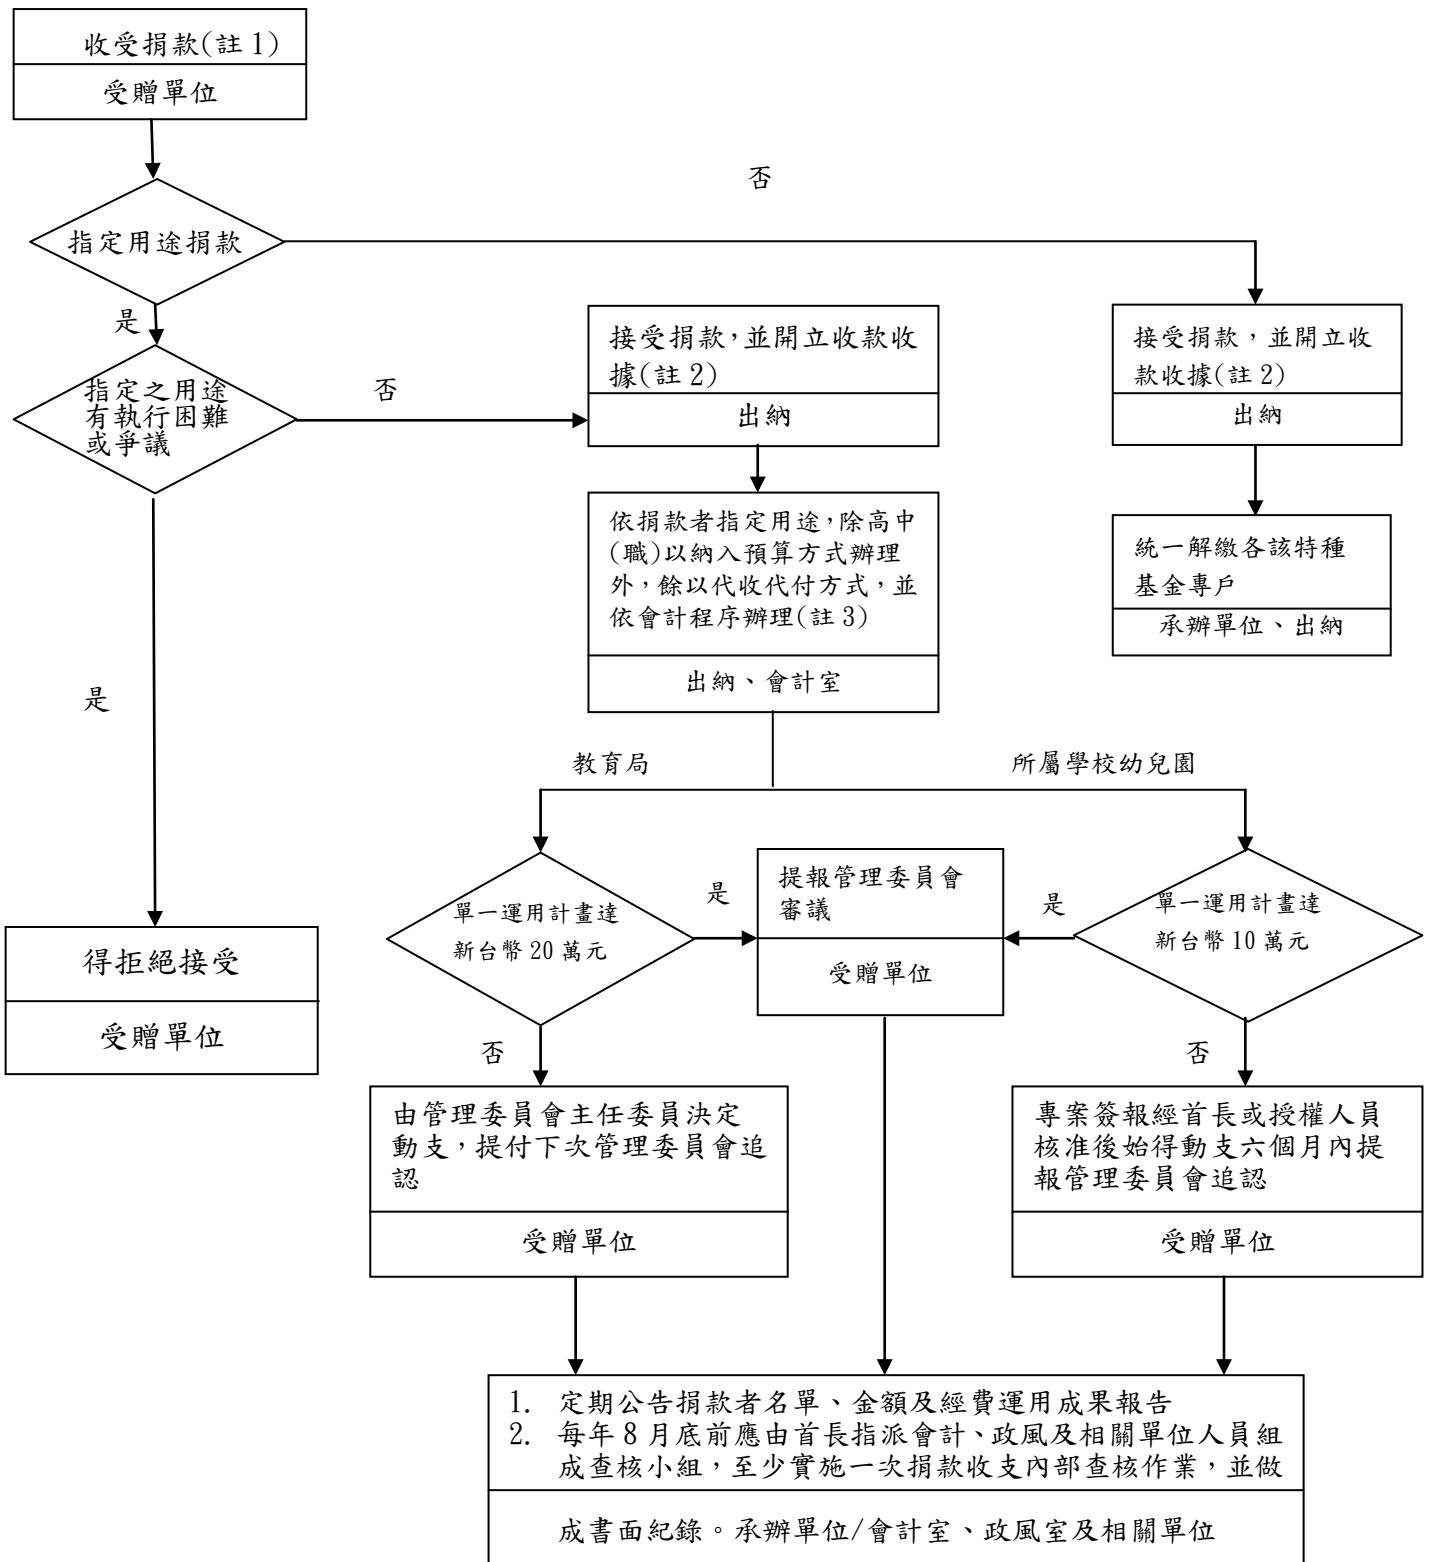 收受捐款(註 1)
受贈單位
否
指定用途捐款
是
指定之用途
有執行困難
或爭議
否
接受捐款，並開立收款收
據(註 2)
出納
接受捐款，並開立收
款收據(註 2)
出納
依捐款者指定用途，除高中
(職)以納入預算方式辦理
外，餘以代收代付方式，並
依會計程序辦理(註 3)
出納、會計室
統一解繳各該特種
基金專戶
承辦單位、出納
是
教育局
所屬學校幼兒園
單一運用計畫達
新台幣 20 萬元
是
提報管理委員會
審議
受贈單位
是
單一運用計畫達
新台幣 10 萬元
得拒絕接受
受贈單位
否
否
由管理委員會主任委員決定
動支，提付下次管理委員會追
認
受贈單位
專案簽報經首長或授權人員
核准後始得動支六個月內提
報管理委員會追認
受贈單位
1. 定期公告捐款者名單、金額及經費運用成果報告
2. 每年 8 月底前應由首長指派會計、政風及相關單位人員組
成查核小組，至少實施一次捐款收支內部查核作業，並做
成書面紀錄。承辦單位/會計室、政風室及相關單位